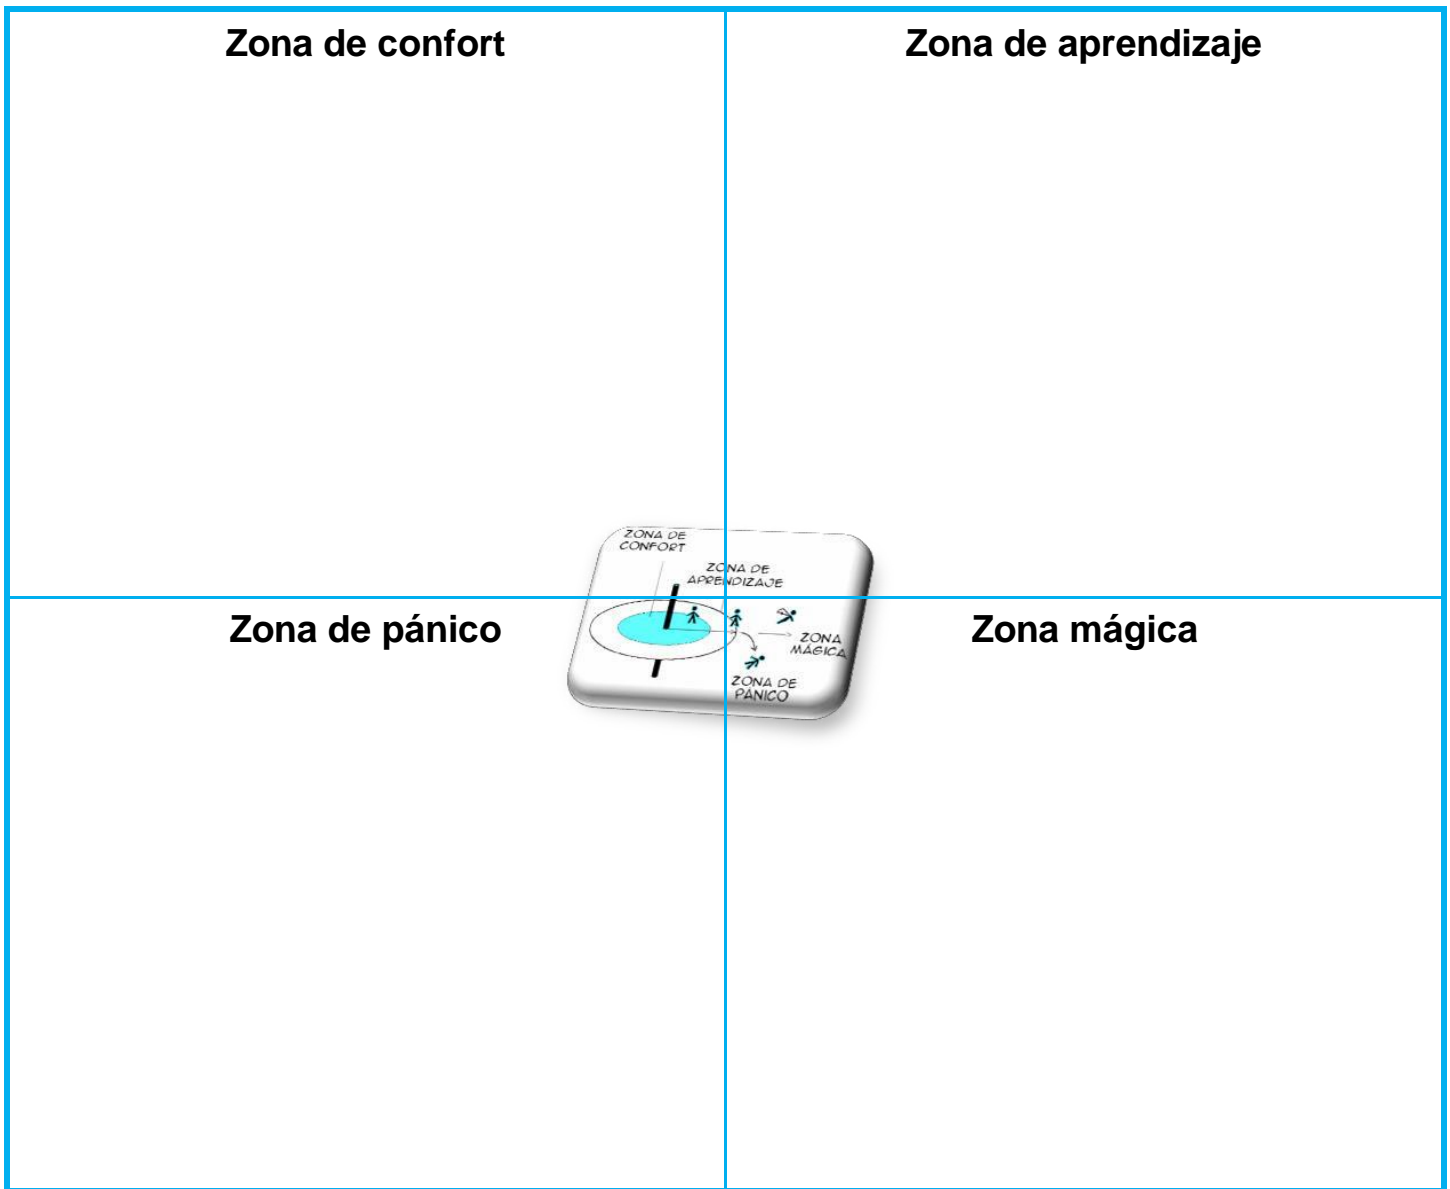 Zona de confort
Zona de aprendizaje
ZONA DE
CONFORT
ZONA DE
APRENDIZAJE
Zona de pánico
Zona mágica
ZONA
MÁGICA
ZONA DE
PÁNICO